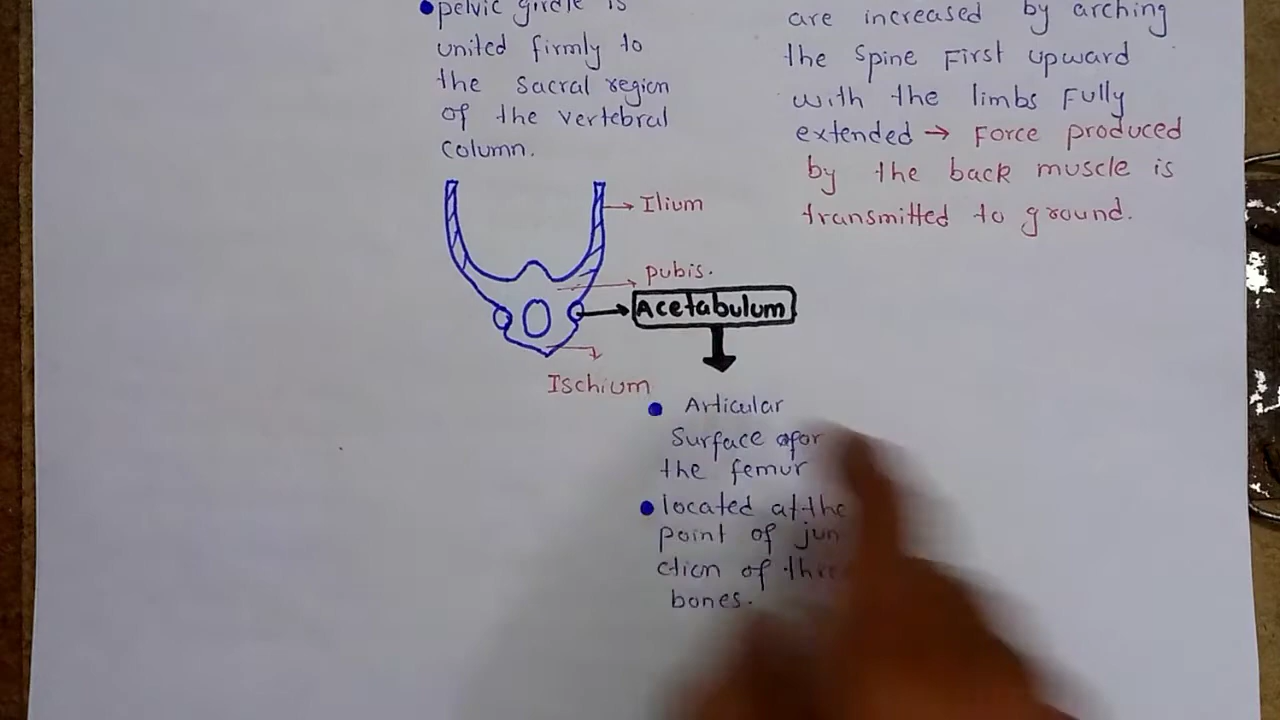 pelvic girdle is
united firmly to
the sacral region
of the vertebral
column.
are increased by arching
the spine First upward
with the limbs Fully
extended → Force produced
by the back muscle is
transmitted to ground.
Ilium
pubis.
Acetabulum
Ischium
Articular
Surface for
the femur
located at the
point of jun
ction of
bones.